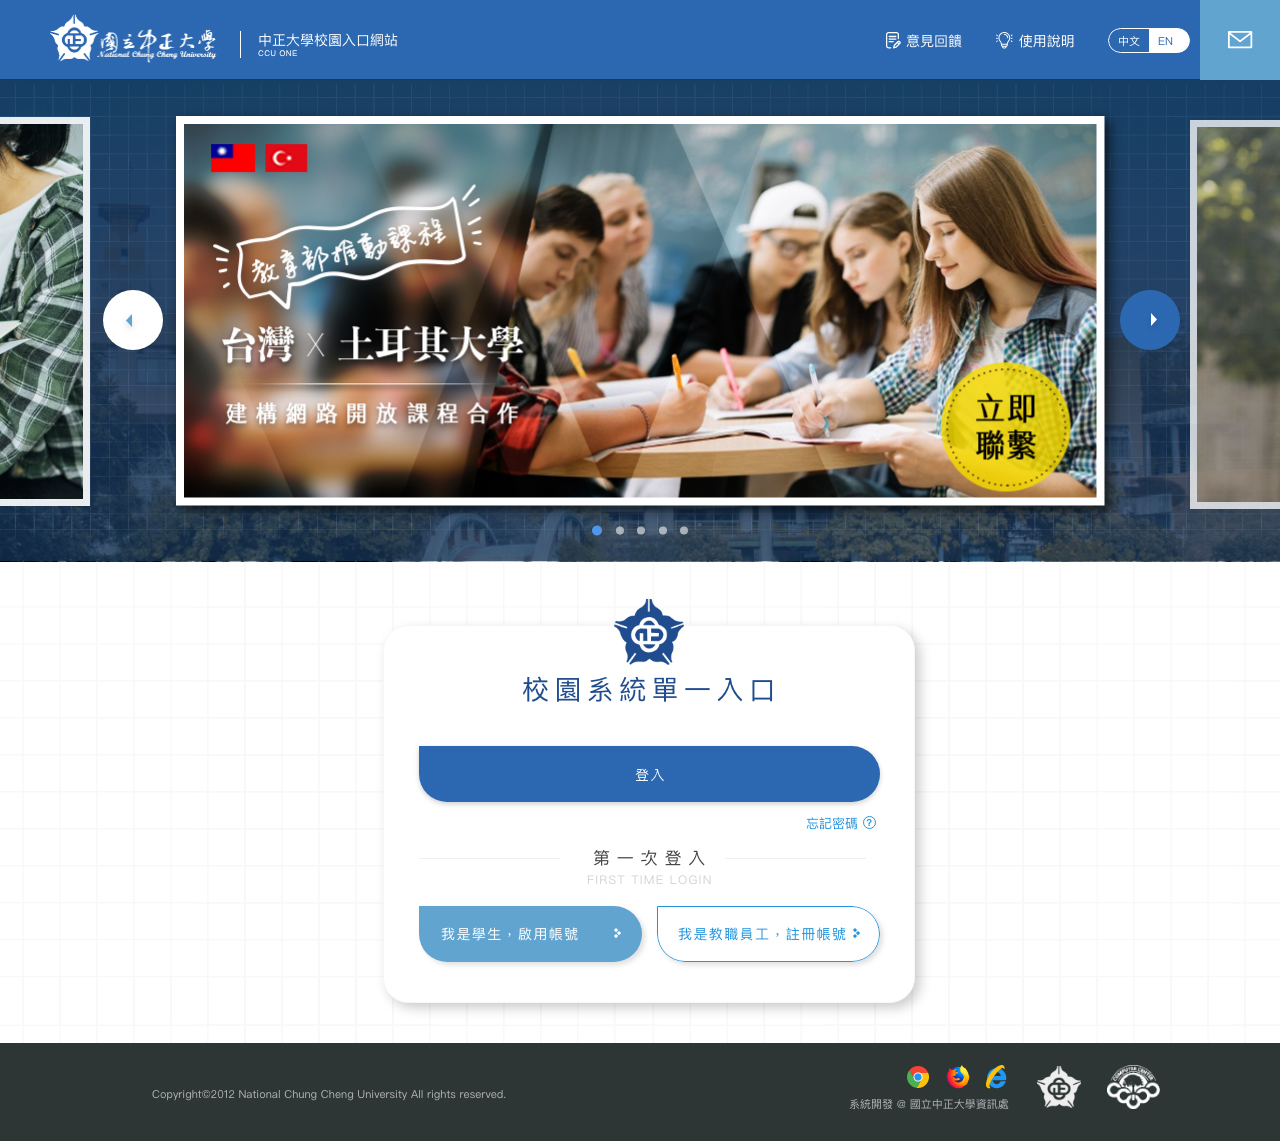 國立中正大學
National Chung Cheng University
中正大學校園入口網站
CCU ONE
意見回饋
使用說明
中文
EN
教育部推動課程
台灣 X 土耳其大學
建構網路開放課程合作
立即
聯繫
校園系統單一入口
登入
忘記密碼
第一次登入
FIRST TIME LOGIN
我是學生，啟用帳號
我是教職員工，註冊帳號
Copyright©2012 National Chung Cheng University All rights reserved.
系統開發 @ 國立中正大學資訊處
COMPUTER CENTER